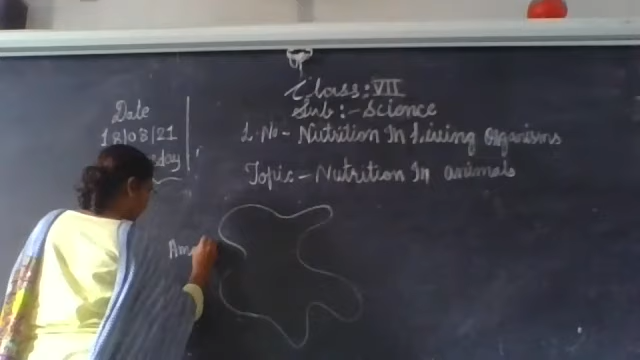 Class: VII
Sub :- Science
Date
18/08/21
L. No - Nutrition In Living Organisms
Topic - Nutrition In animals